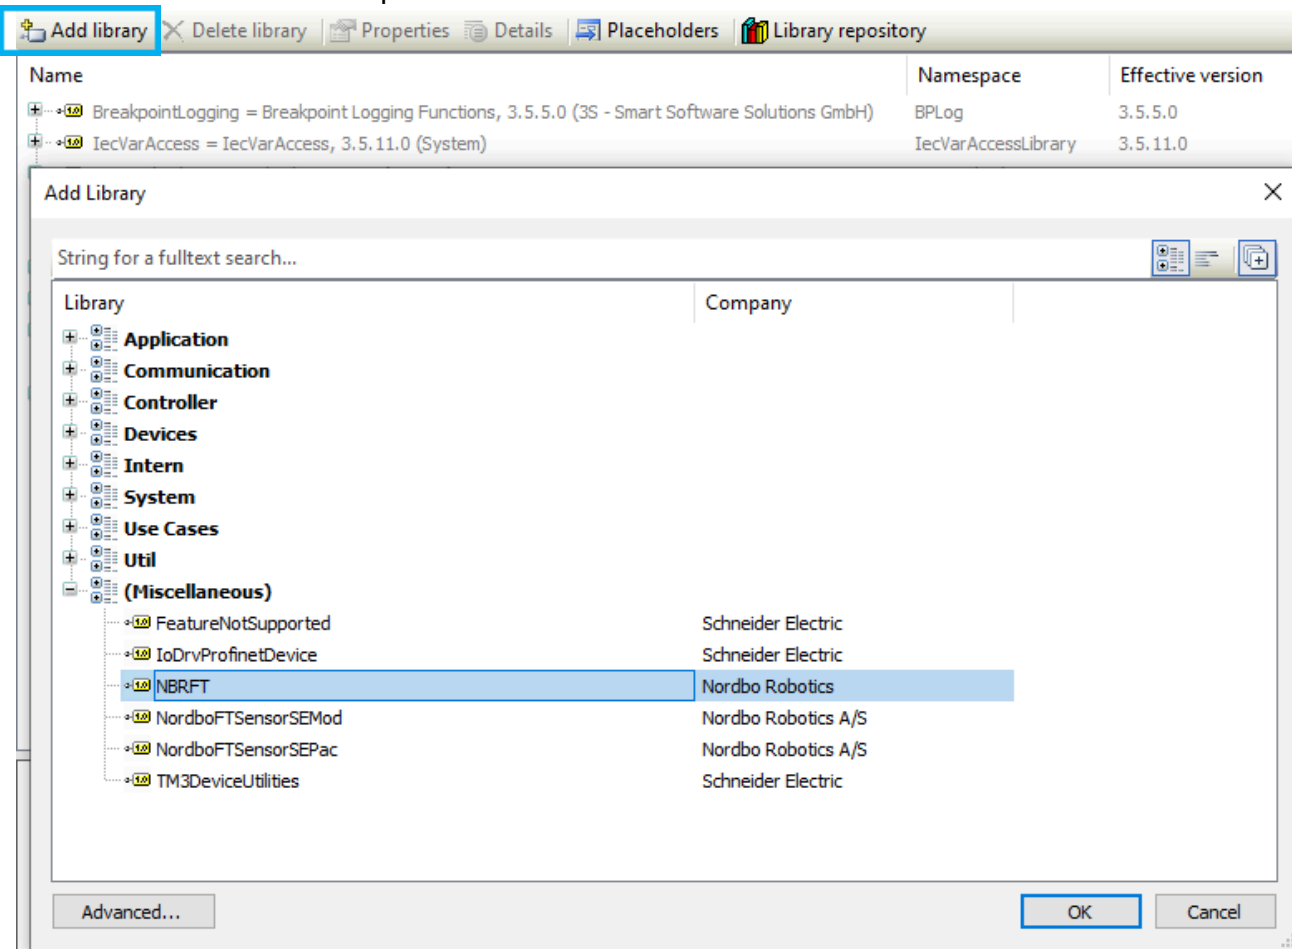 Add library Delete library Properties Details Placeholders Library repository
Name Namespace Effective version
BreakpointLogging = Breakpoint Logging Functions, 3.5.5.0 (3S - Smart Software Solutions GmbH) BPLog 3.5.5.0
IecVarAccess = IecVarAccess, 3.5.11.0 (System) IecVarAccessLibrary 3.5.11.0
Add Library
String for a fulltext search...
Library Company
Application
Communication
Controller
Devices
Intern
System
Use Cases
Util
(Miscellaneous)
FeatureNotSupported Schneider Electric
IoDrvProfinetDevice Schneider Electric
NBRFT Nordbo Robotics
NordboFTSensorSEMod Nordbo Robotics A/S
NordboFTSensorSEPac Nordbo Robotics A/S
TM3DeviceUtilities Schneider Electric
Advanced... OK Cancel